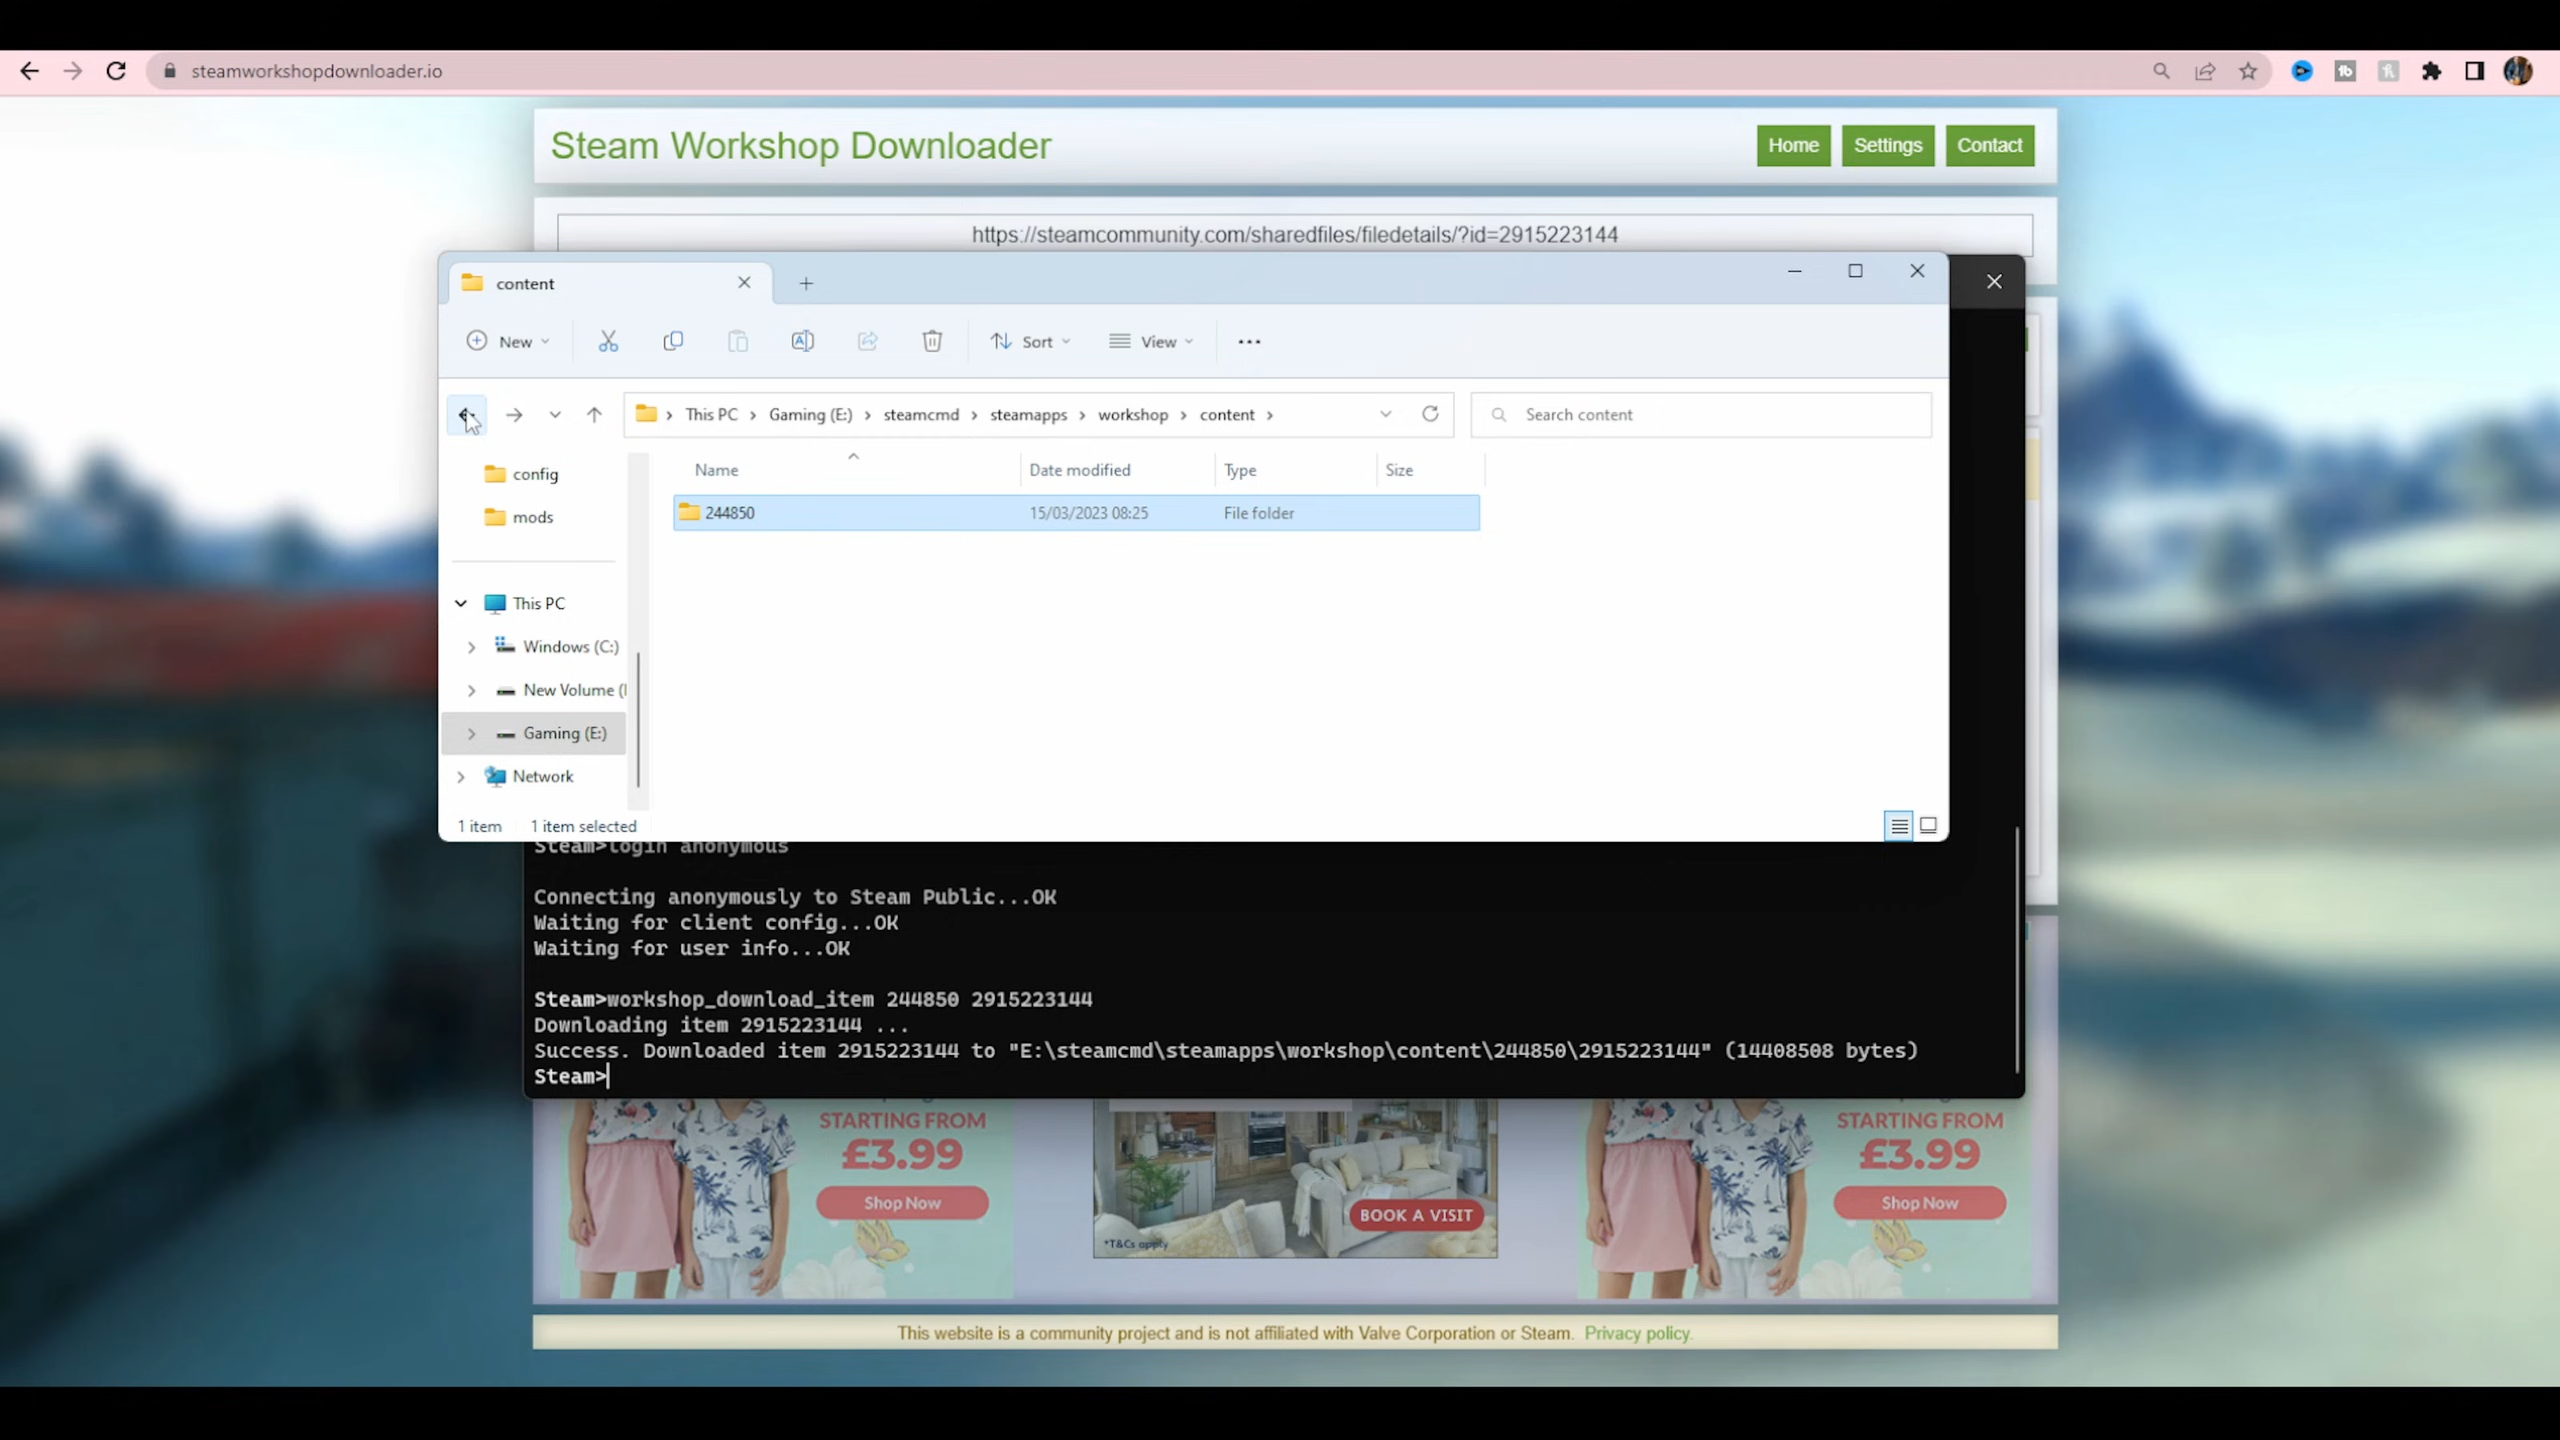 steamworkshopdownloader.io
Steam Workshop Downloader
Home
Settings
Contact
https://steamcommunity.com/sharedfiles/filedetails/?id=2915223144
content
New
Sort
View
This PC > Gaming (E:) > steamcmd > steamapps > workshop > content >
Search content
Name
Date modified
Type
Size
244850
15/03/2023 08:25
File folder
config
mods
This PC
Windows (C:)
New Volume (
Gaming (E:)
Network
1 item
1 item selected
Steam>login anonymous
Connecting anonymously to Steam Public...OK
Waiting for client config...OK
Waiting for user info...OK
Steam>workshop_download_item 244850 2915223144
Downloading item 2915223144 ...
Success. Downloaded item 2915223144 to "E:\steamcmd\steamapps\workshop\content\244850\2915223144" (14408508 bytes)
Steam>
STARTING FROM
£3.99
Shop Now
*T&Cs apply
BOOK A VISIT
STARTING FROM
£3.99
Shop Now
This website is a community project and is not affiliated with Valve Corporation or Steam. Privacy policy.